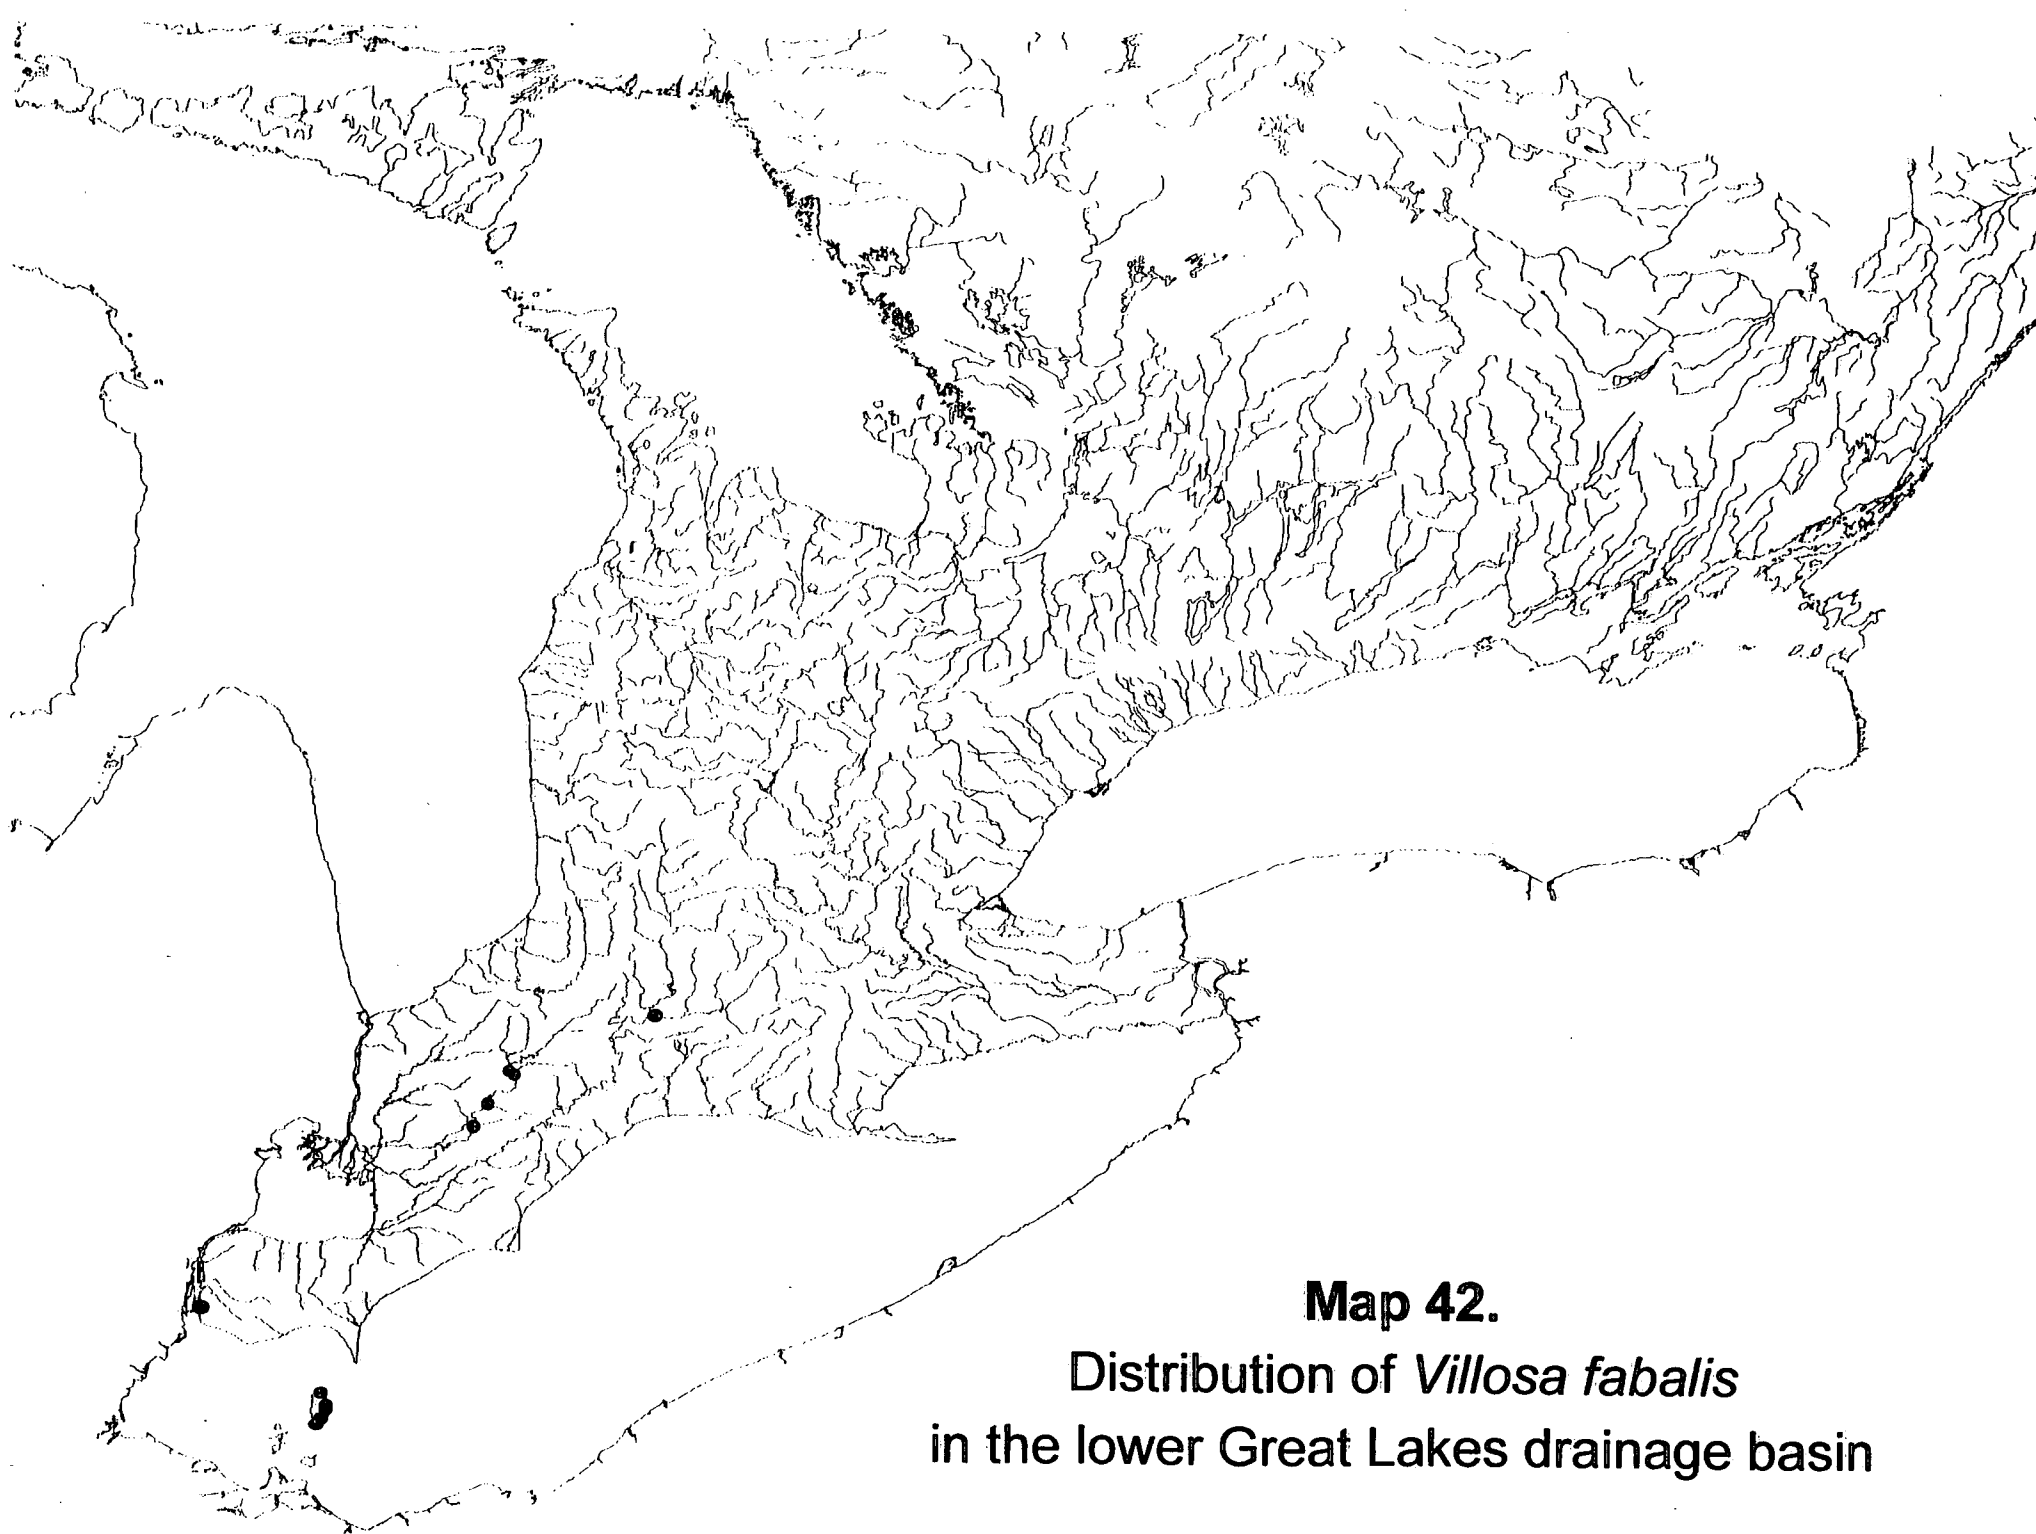 Map 42.
Distribution of Villosa fabalis
in the lower Great Lakes drainage basin